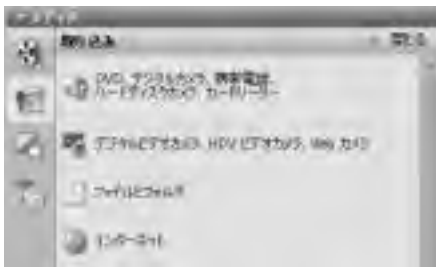 取り込み
DVD, デジタルカメラ, 携帯電話,
ハードディスクカメラ, カードリーダー
デジタルビデオカメラ, HDV ビデオカメラ, Web カメラ
ファイルとフォルダ
インターネット